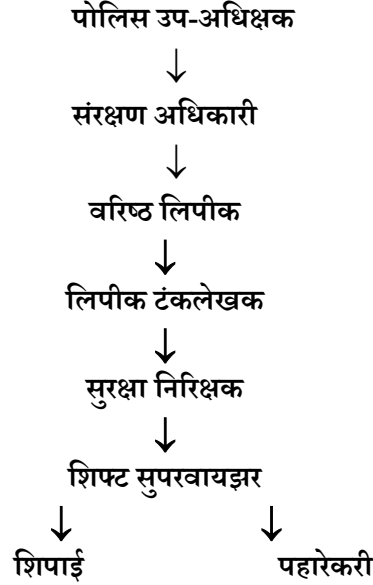 पोलिस उप-अधिक्षक
संरक्षण अधिकारी
वरिष्ठ लिपीक
लिपीक टंकलेखक
सुरक्षा निरिक्षक
शिफ्ट सुपरवायझर
शिपाई पहारेकरी